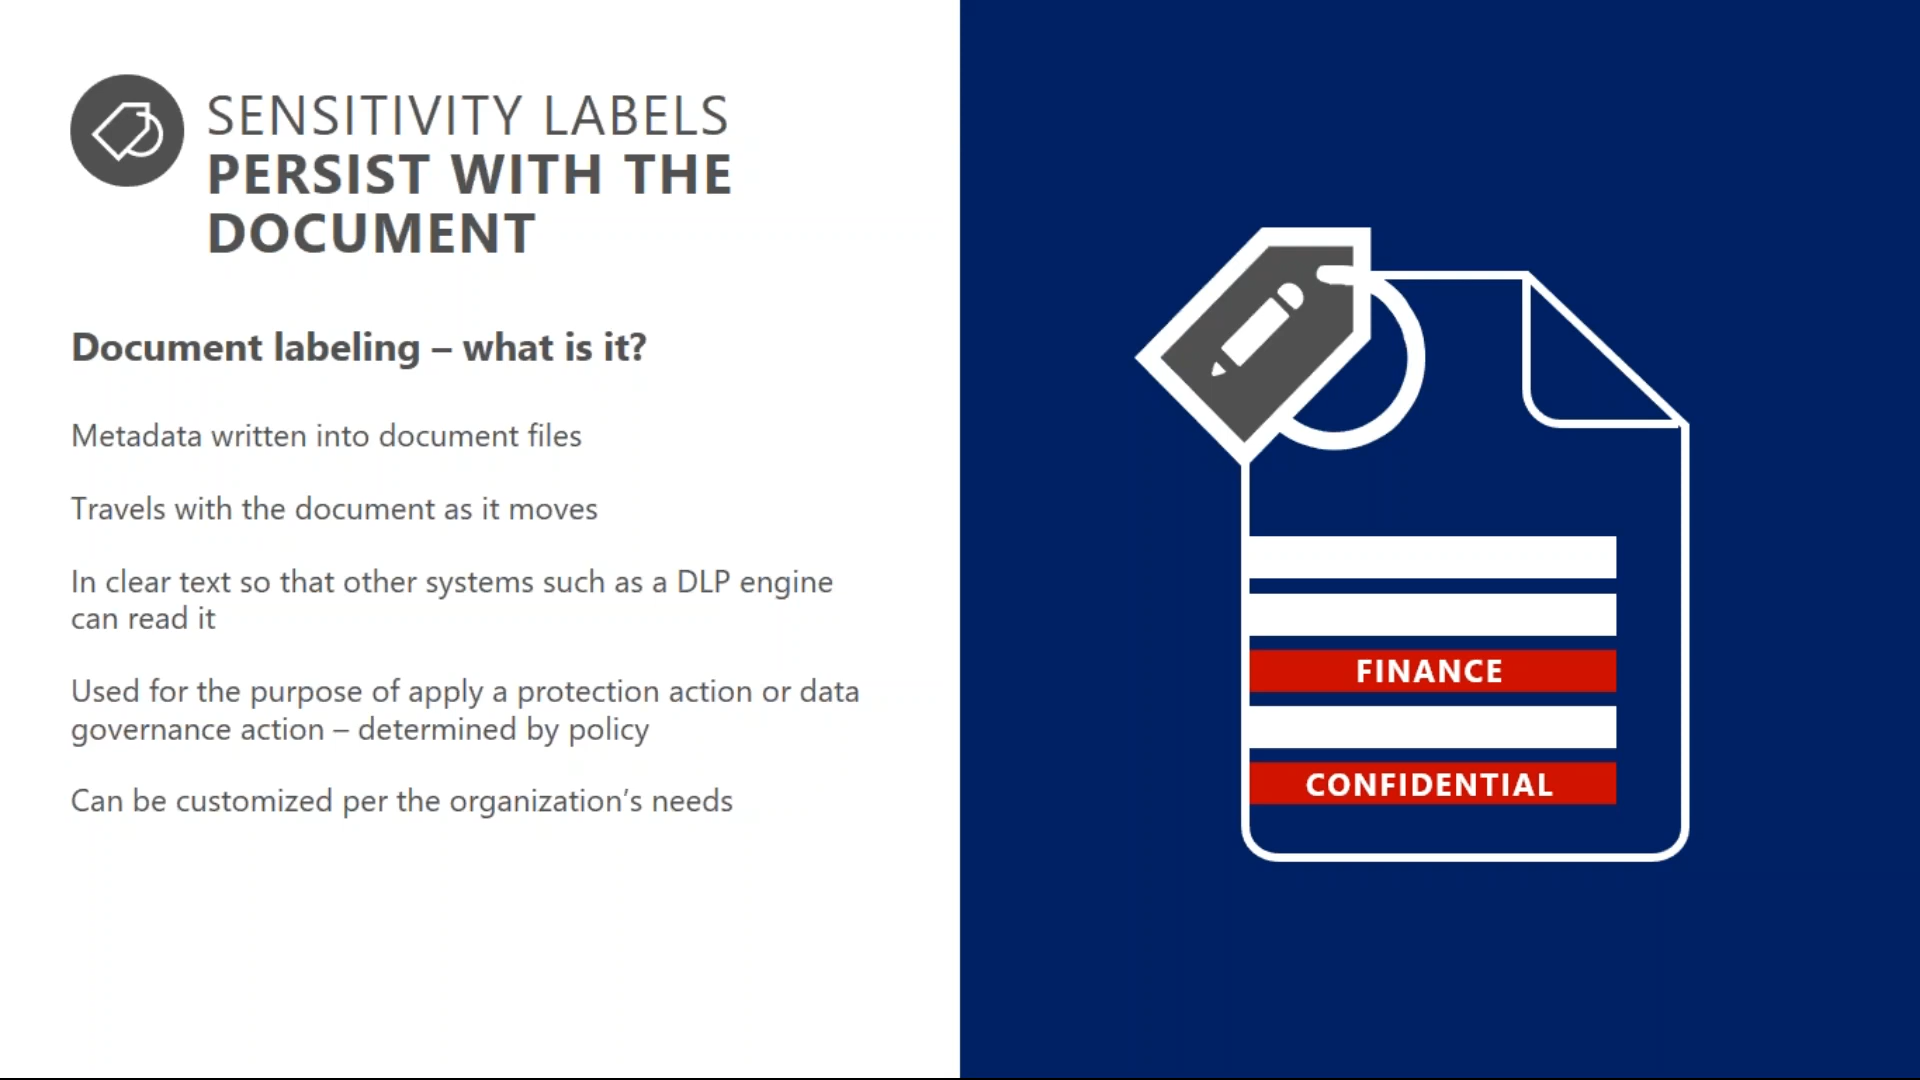 SENSITIVITY LABELS
PERSIST WITH THE
DOCUMENT
Document labeling – what is it?
Metadata written into document files
Travels with the document as it moves
In clear text so that other systems such as a DLP engine
can read it
Used for the purpose of apply a protection action or data
governance action – determined by policy
Can be customized per the organization’s needs
FINANCE
CONFIDENTIAL